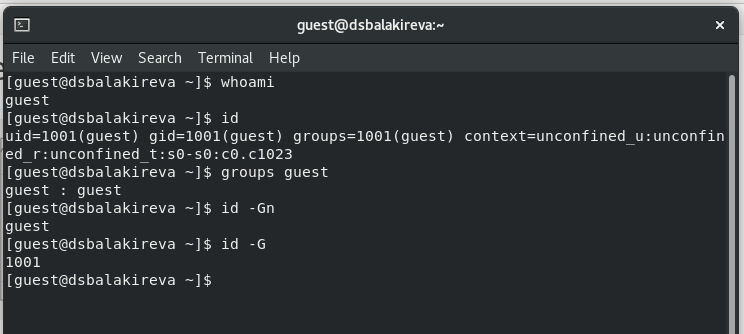 guest@dsbalakireva:~
File Edit View Search Terminal Help
[guest@dsbalakireva ~]$ whoami
guest
[guest@dsbalakireva ~]$ id
uid=1001(guest) gid=1001(guest) groups=1001(guest) context=unconfined_u:unconfin
ed_r:unconfined_t:s0-s0:c0.c1023
[guest@dsbalakireva ~]$ groups guest
guest : guest
[guest@dsbalakireva ~]$ id -Gn
guest
[guest@dsbalakireva ~]$ id -G
1001
[guest@dsbalakireva ~]$